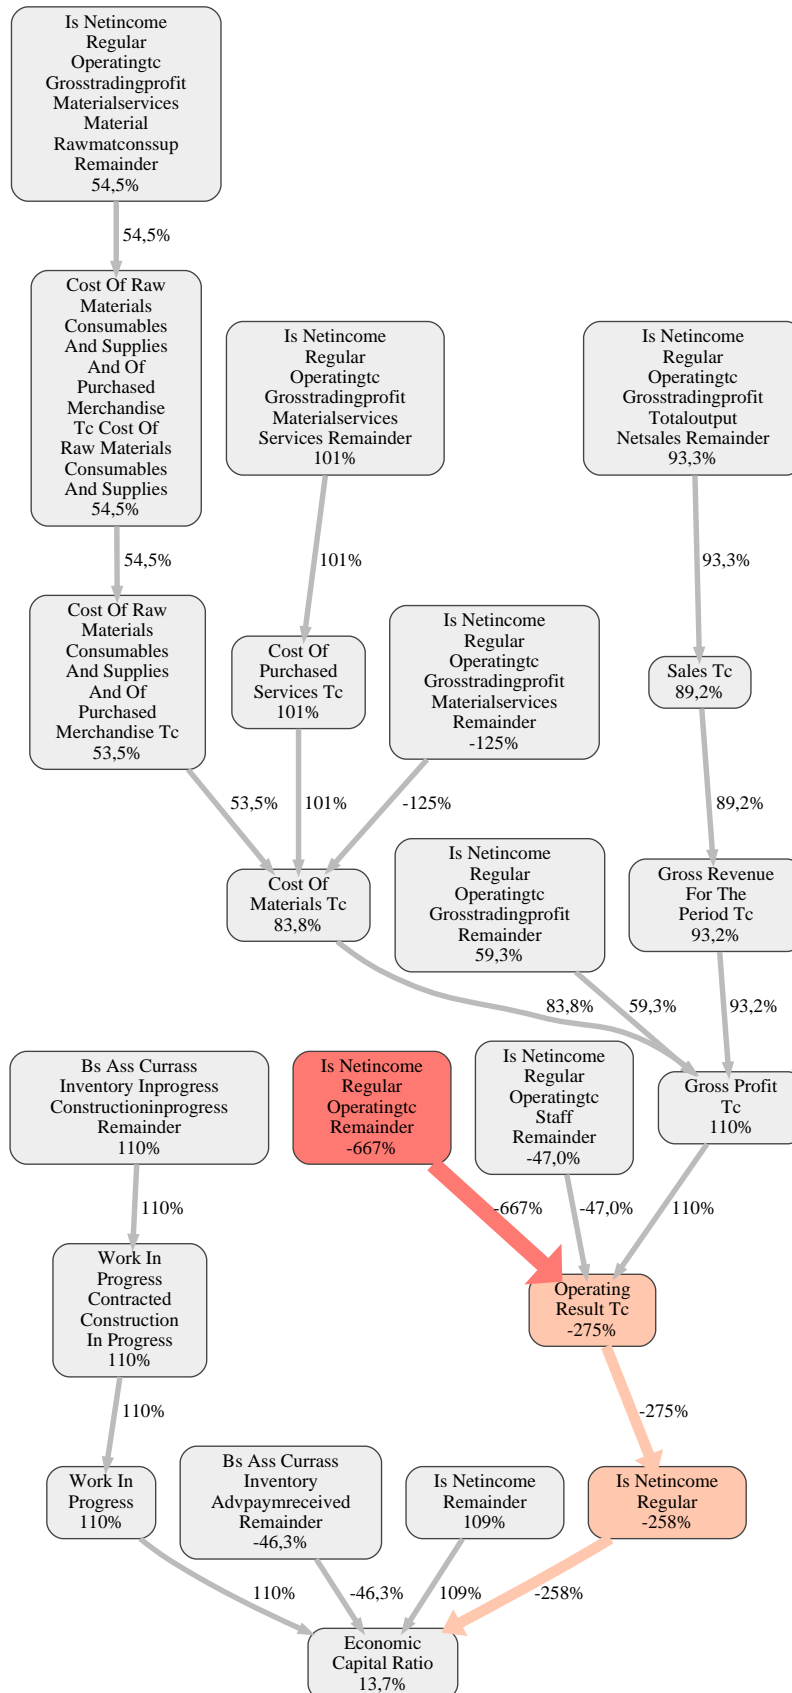 Is Netincome
Regular
Operatingtc
Grosstradingprofit
Materialservices
Material
Rawmatconssup
Remainder
54,5%
54,5%
Cost Of Raw
Materials
Consumables
And Supplies
And Of
Purchased
Merchandise
Tc Cost Of
Raw Materials
Consumables
And Supplies
54,5%
Is Netincome
Regular
Operatingtc
Grosstradingprofit
Materialservices
Services Remainder
101%
Is Netincome
Regular
Operatingtc
Grosstradingprofit
Totaloutput
Netsales Remainder
93,3%
54,5%
101%
93,3%
Cost Of Raw
Materials
Consumables
And Supplies
And Of
Purchased
Merchandise Tc
53,5%
Cost Of
Purchased
Services Tc
101%
Is Netincome
Regular
Operatingtc
Grosstradingprofit
Materialservices
Remainder
-125%
Sales Tc
89,2%
53,5%
101%
-125%
89,2%
Cost Of
Materials Tc
83,8%
Is Netincome
Regular
Operatingtc
Grosstradingprofit
Remainder
59,3%
Gross Revenue
For The
Period Tc
93,2%
83,8%
59,3%
93,2%
Bs Ass Currass
Inventory Inprogress
Constructioninprogress
Remainder
110%
Is Netincome
Regular
Operatingtc
Remainder
-667%
Is Netincome
Regular
Operatingtc
Staff
Remainder
-47,0%
Gross Profit
Tc
110%
110%
-667%
-47,0%
110%
Work In
Progress
Contracted
Construction
In Progress
110%
Operating
Result Tc
-275%
110%
-275%
Work In
Progress
110%
Bs Ass Currass
Inventory
Advpaymreceived
Remainder
-46,3%
Is Netincome
Remainder
109%
Is Netincome
Regular
-258%
110%
-46,3%
109%
-258%
Economic
Capital Ratio
13,7%